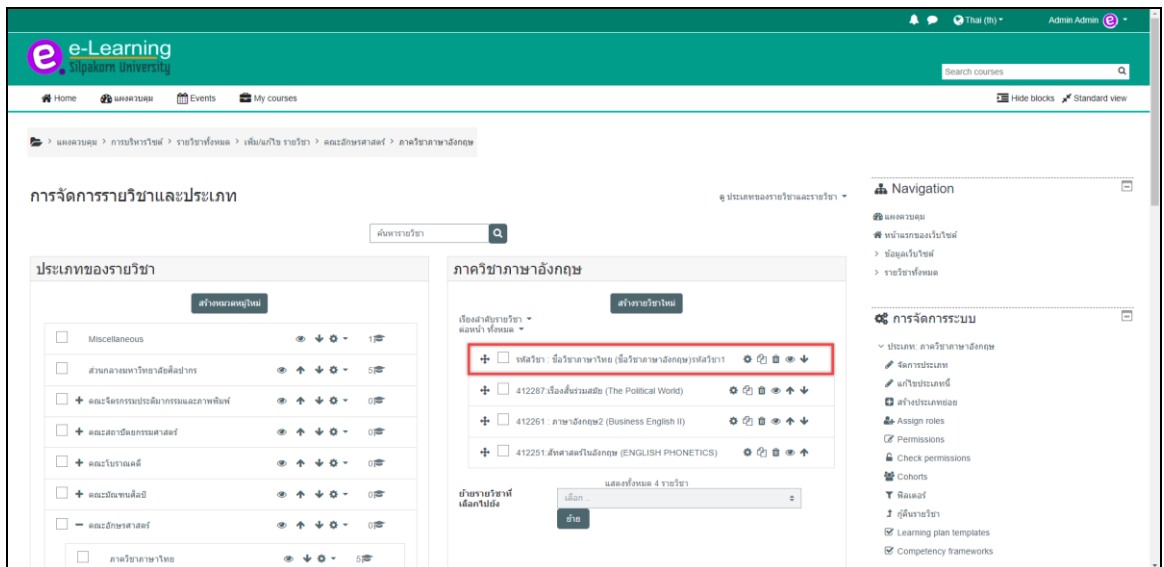 Thai (th)
Admin Admin
e-Learning
Silpakorn University
Search courses
Home แผงควบคุม Events My courses
Hide blocks Standard view
> แผงควบคุม > การบริหารไซต์ > รายวิชาทั้งหมด > เพิ่ม/แก้ไข รายวิชา > คณะอักษรศาสตร์ > ภาควิชาภาษาอังกฤษ
การจัดการรายวิชาและประเภท
ดู ประเภทของรายวิชาและรายวิชา
ค้นหารายวิชา
ประเภทของรายวิชา
สร้างหมวดหมู่ใหม่
Miscellaneous 1
ส่วนกลางมหาวิทยาลัยศิลปากร 5
คณะจิตรกรรมประติมากรรมและภาพพิมพ์ 0
คณะสถาปัตยกรรมศาสตร์ 0
คณะโบราณคดี 0
คณะมัณฑนศิลป์ 0
คณะอักษรศาสตร์ 0
ภาควิชาภาษาไทย 5
ภาควิชาภาษาอังกฤษ
สร้างรายวิชาใหม่
เรียงลำดับรายวิชา
ต่อหน้า ทั้งหมด
รหัสวิชา : ชื่อวิชาภาษาไทย (ชื่อวิชาภาษาอังกฤษ)รหัสวิชา1
412287:เรื่องสั้นร่วมสมัย (The Political World)
412261 : ภาษาอังกฤษ2 (Business English II)
412251:สัทศาสตร์ในอังกฤษ (ENGLISH PHONETICS)
แสดงทั้งหมด 4 รายวิชา
ย้ายรายวิชาที่
เลือกไปยัง
เลือก ..
ย้าย
Navigation
แผงควบคุม
หน้าแรกของเว็บไซต์
> ข้อมูลเว็บไซต์
> รายวิชาทั้งหมด
การจัดการระบบ
ประเภท: ภาควิชาภาษาอังกฤษ
จัดการประเภท
แก้ไขประเภทนี้
สร้างประเภทย่อย
Assign roles
Permissions
Check permissions
Cohorts
ฟิลเตอร์
กู้คืนรายวิชา
Learning plan templates
Competency frameworks